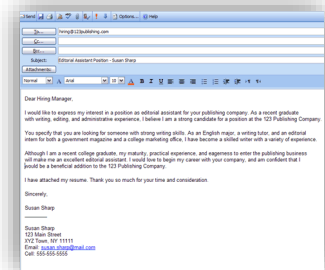 Send Options... Help
To... hiring@123publishing.com
Cc...
Bcc...
Subject: Editorial Assistant Position - Susan Sharp
Attachments...
Normal Arial 10 A B I U
Dear Hiring Manager,
I would like to express my interest in a position as editorial assistant for your publishing company. As a recent graduate
with writing, editing, and administrative experience, I believe I am a strong candidate for a position at the 123 Publishing Company.
You specify that you are looking for someone with strong writing skills. As an English major, a writing tutor, and an editorial
intern for both a government magazine and a college marketing office, I have become a skilled writer with a variety of experience.
Although I am a recent college graduate, my maturity, practical experience, and eagerness to enter the publishing business
will make me an excellent editorial assistant. I would love to begin my career with your company, and am confident that I
would be a beneficial addition to the 123 Publishing Company.
I have attached my resume. Thank you so much for your time and consideration.
Sincerely,
Susan Sharp
Susan Sharp
123 Main Street
XYZ Town, NY 11111
Email: susan.sharp@mail.com
Cell: 555-555-5555